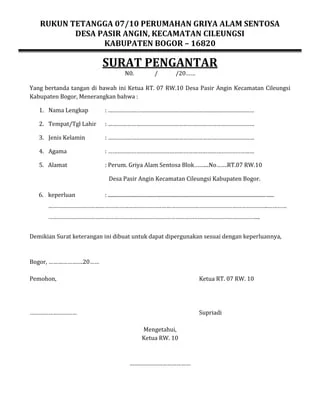 RUKUN TETANGGA 07/10 PERUMAHAN GRIYA ALAM SENTOSA
DESA PASIR ANGIN, KECAMATAN CILEUNGSI
KABUPATEN BOGOR – 16820
SURAT PENGANTAR
N0. / /20……
Yang bertanda tangan di bawah ini Ketua RT. 07 RW.10 Desa Pasir Angin Kecamatan Cileungsi
Kabupaten Bogor, Menerangkan bahwa :
1. Nama Lengkap : ……………………………………………………………………
2. Tempat/Tgl Lahir : ……………………………………………………………………
3. Jenis Kelamin : ……………………………………………………………………
4. Agama : ……………………………………………………………………
5. Alamat : Perum. Griya Alam Sentosa Blok………..No…….RT.07 RW.10
Desa Pasir Angin Kecamatan Cileungsi Kabupaten Bogor.
6. keperluan : ……………………………………………………………………
……………………………………………………………………………………
……………………………………………………………………………………
Demikian Surat keterangan ini dibuat untuk dapat dipergunakan sesuai dengan keperluannya,
Bogor, …………………..20……
Pemohon, Ketua RT. 07 RW. 10
………………………… Supriadi
Mengetahui,
Ketua RW. 10
…………………………………